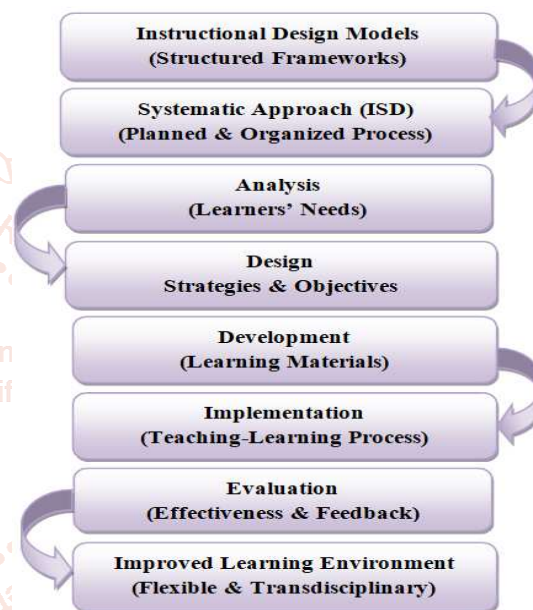 Instructional Design Models
(Structured Frameworks)
Systematic Approach (ISD)
(Planned & Organized Process)
Analysis
(Learners' Needs)
Design
Strategies & Objectives
Development
(Learning Materials)
Implementation
(Teaching-Learning Process)
Evaluation
(Effectiveness & Feedback)
Improved Learning Environment
(Flexible & Transdisciplinary)